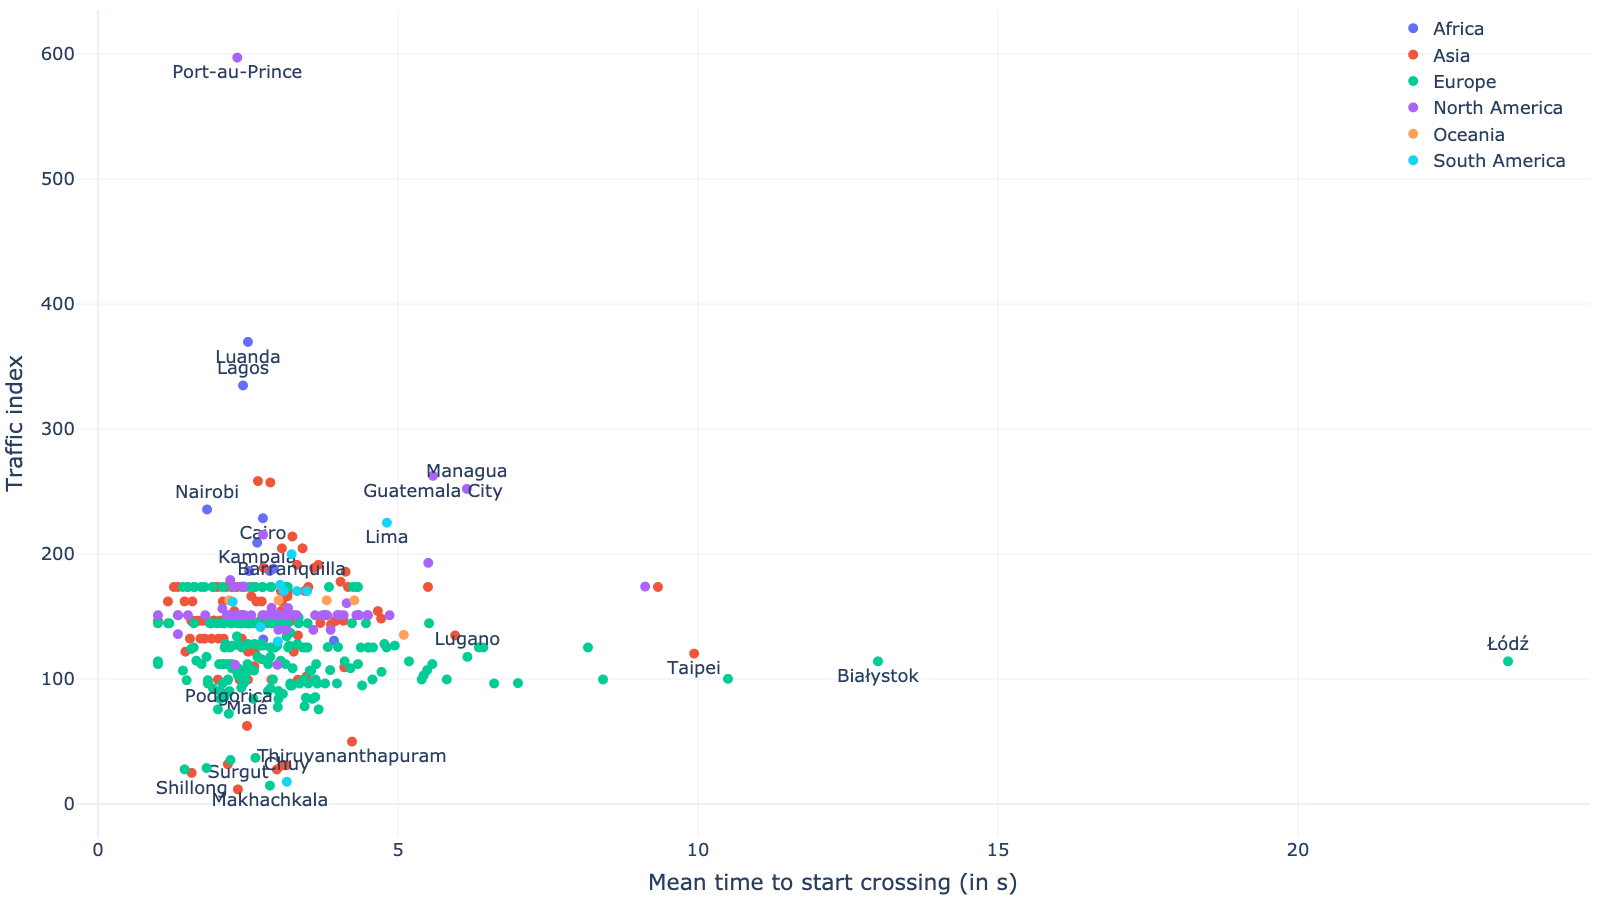 600
500
400
300
200
100
0
0
5
10
15
20
Traffic index
Mean time to start crossing (in s)
Africa
Asia
Europe
North America
Oceania
South America
Port-au-Prince
Luanda
Lagos
Managua
Guatemala City
Nairobi
Cairo
Lima
Kampala
Barranquilla
Lugano
Łódź
Taipei
Białystok
Podgorica
Malé
Thiruvananthapuram
Chuy
Surgut
Shillong
Makhachkala